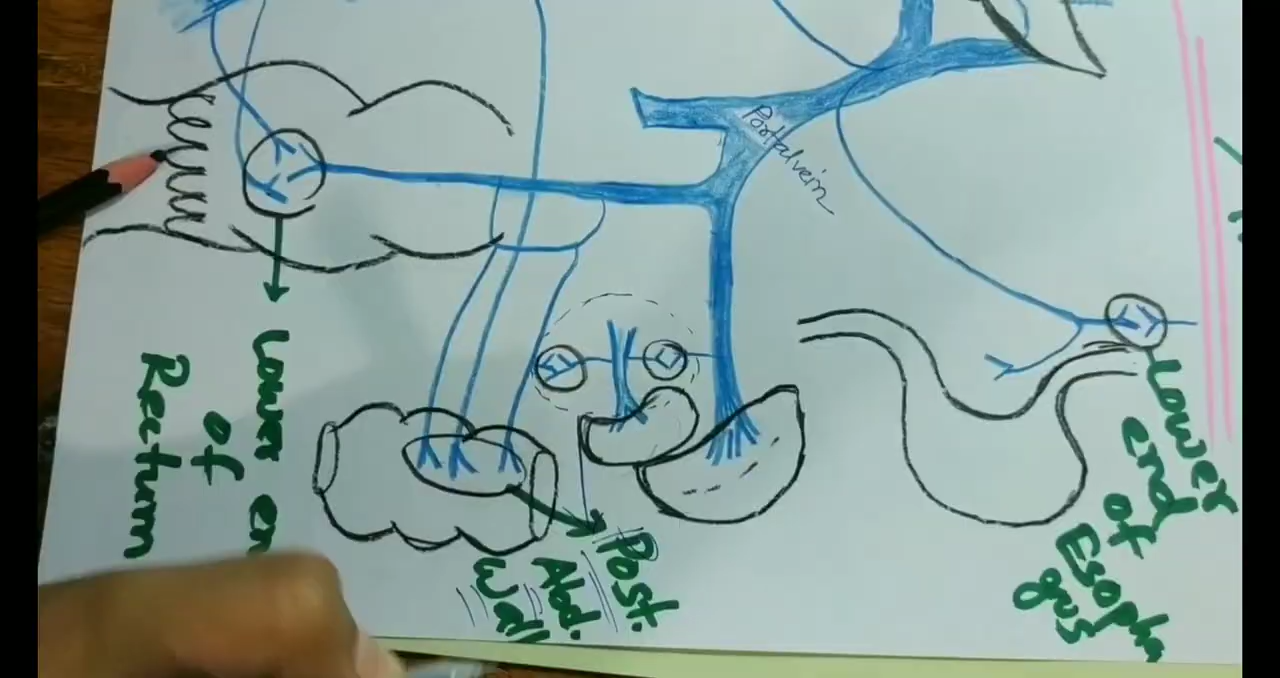 Portal vein
Lower en
of
Rectum
Post.
Abd.
Wall
Lower
end
of
Esopha
gus